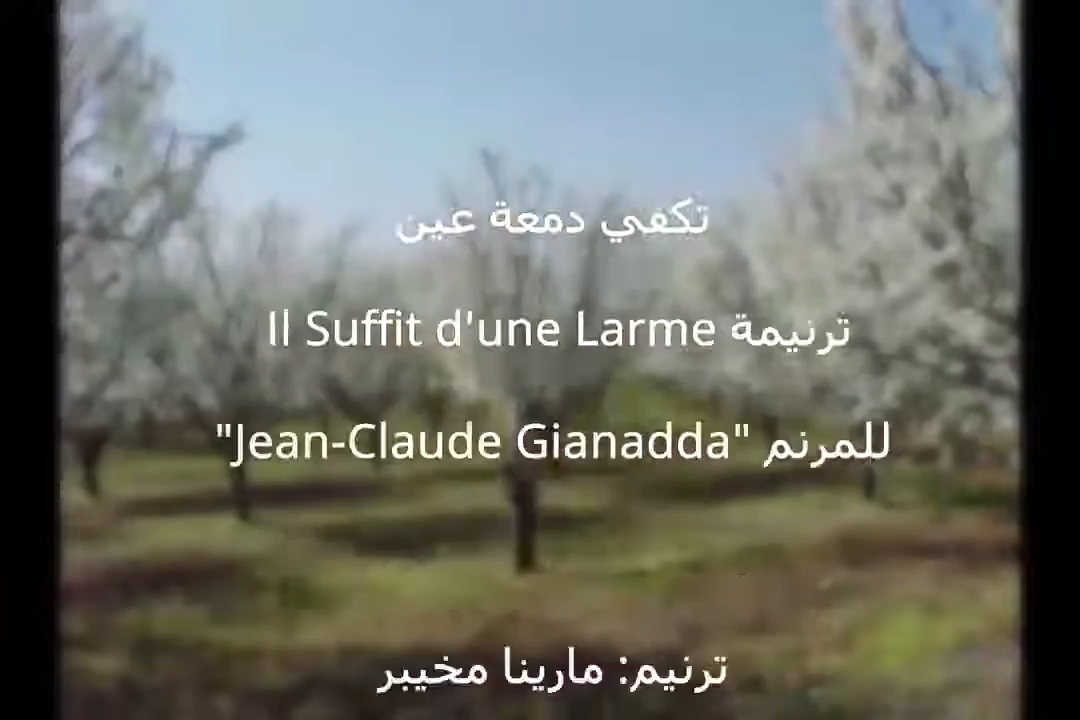 تكفي دمعة عين
ترنيمة Il Suffit d'une Larme
للمرنم "Jean-Claude Gianadda"
ترنيم: مارينا مخيبر